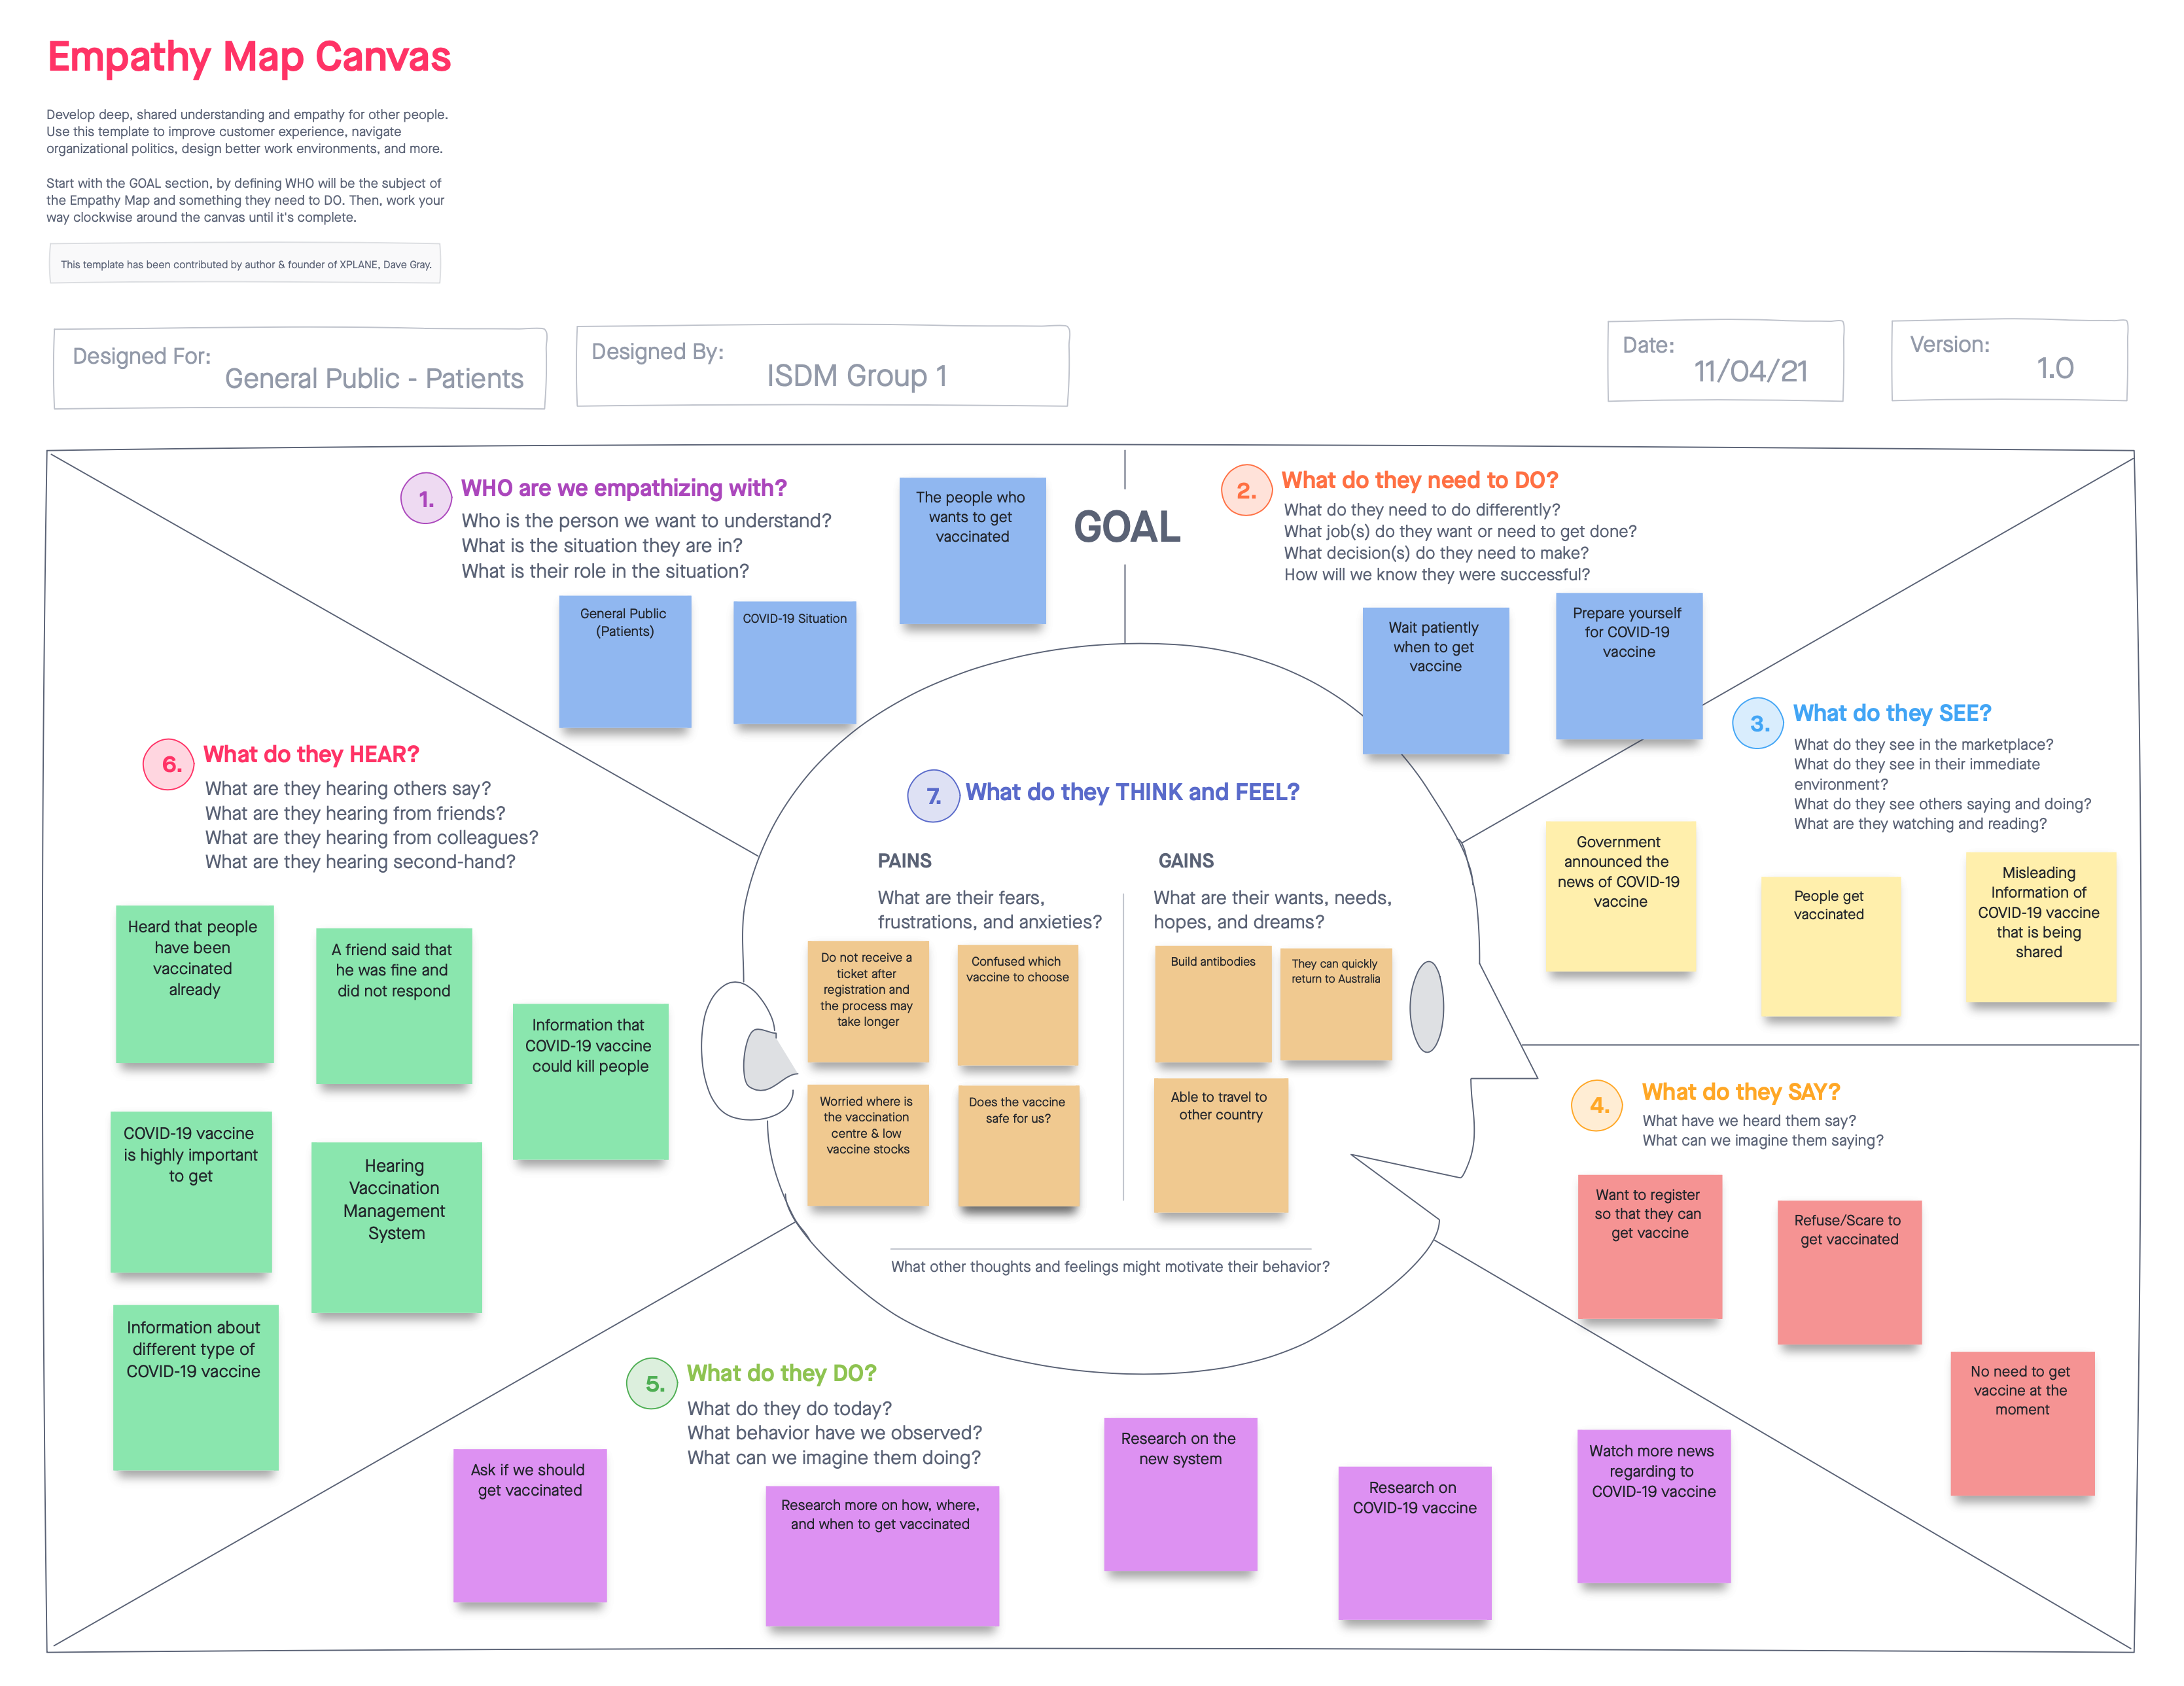 Empathy Map Canvas
Develop deep, shared understanding and empathy for other people.
Use this template to improve customer experience, navigate
organizational politics, design better work environments, and more.
Start with the GOAL section, by defining WHO will be the subject of
the Empathy Map and something they need to DO. Then, work your
way clockwise around the canvas until it's complete.
This template has been contributed by author & founder of XPLANE, Dave Gray.
Designed For:
General Public - Patients
Designed By:
ISDM Group 1
Date:
11/04/21
Version:
1.0
1.
WHO are we empathizing with?
Who is the person we want to understand?
What is the situation they are in?
What is their role in the situation?
The people who
wants to get
vaccinated
General Public
(Patients)
COVID-19 Situation
GOAL
2.
What do they need to DO?
What do they need to do differently?
What job(s) do they want or need to get done?
What decision(s) do they need to make?
How will we know they were successful?
Wait patiently
when to get
vaccine
Prepare yourself
for COVID-19
vaccine
3.
What do they SEE?
What do they see in the marketplace?
What do they see in their immediate
environment?
What do they see others saying and doing?
What are they watching and reading?
Government
announced the
news of COVID-19
vaccine
People get
vaccinated
Misleading
Information of
COVID-19 vaccine
that is being
shared
4.
What do they SAY?
What have we heard them say?
What can we imagine them saying?
Want to register
so that they can
get vaccine
Refuse/Scare to
get vaccinated
No need to get
vaccine at the
moment
5.
What do they DO?
What do they do today?
What behavior have we observed?
What can we imagine them doing?
Ask if we should
get vaccinated
Research more on how, where,
and when to get vaccinated
Research on the
new system
Research on
COVID-19 vaccine
Watch more news
regarding to
COVID-19 vaccine
6.
What do they HEAR?
What are they hearing others say?
What are they hearing from friends?
What are they hearing from colleagues?
What are they hearing second-hand?
Heard that people
have been
vaccinated
already
A friend said that
he was fine and
did not respond
Information that
COVID-19 vaccine
could kill people
COVID-19 vaccine
is highly important
to get
Hearing
Vaccination
Management
System
Information about
different type of
COVID-19 vaccine
7.
What do they THINK and FEEL?
PAINS
What are their fears,
frustrations, and anxieties?
Do not receive a
ticket after
registration and
the process may
take longer
Confused which
vaccine to choose
Worried where is
the vaccination
centre & low
vaccine stocks
Does the vaccine
safe for us?
GAINS
What are their wants, needs,
hopes, and dreams?
Build antibodies
They can quickly
return to Australia
Able to travel to
other country
What other thoughts and feelings might motivate their behavior?